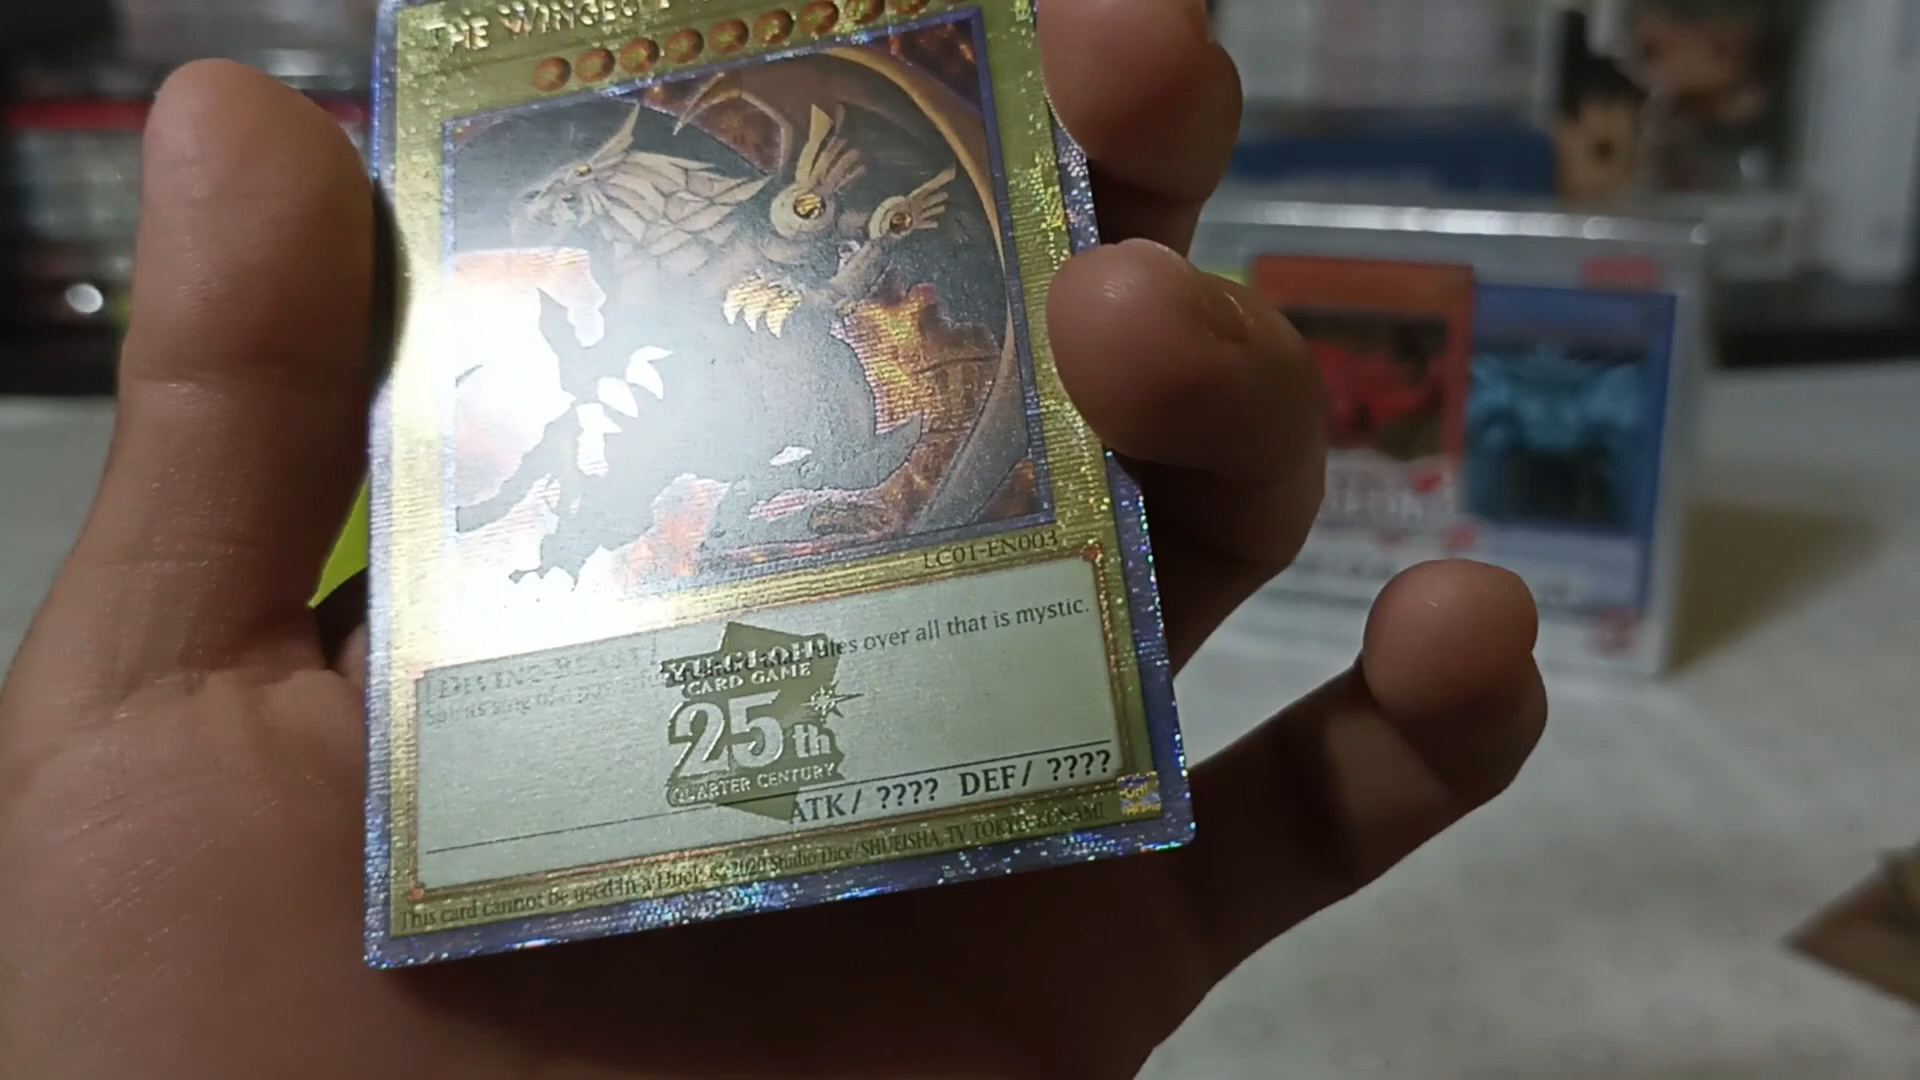 THE WINGED
LC01-EN003
[DIVINE-BEAST]
rules over all that is mystic.
YU-GI-OH!
CARD GAME
25th
QUARTER CENTURY
ATK/ ???? DEF/ ????
This card cannot be used in a Duel. © 2020 Studio Dice/SHUEISHA, TV TOKYO, KONAMI